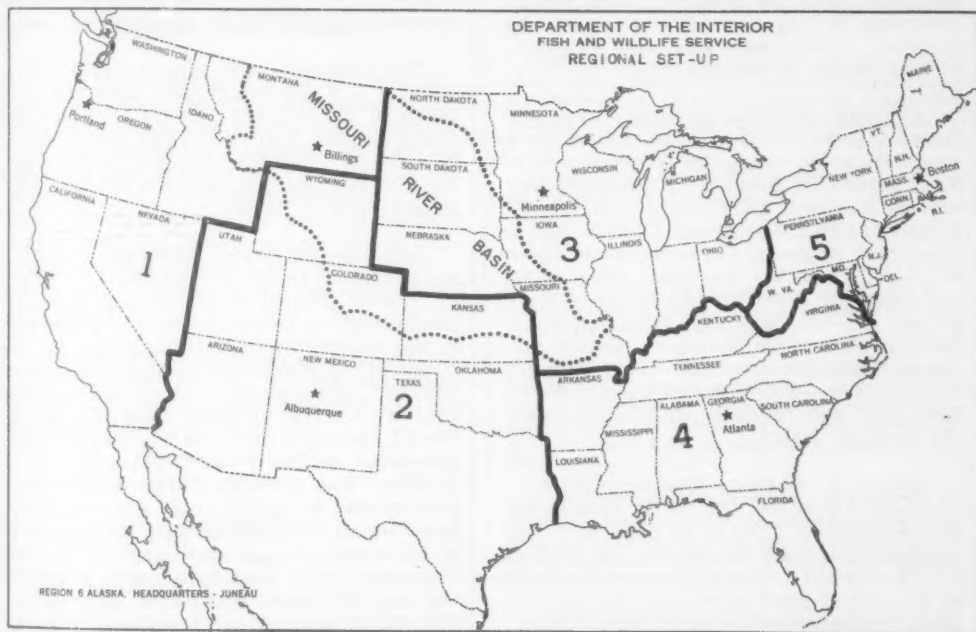 DEPARTMENT OF THE INTERIOR
FISH AND WILDLIFE SERVICE
REGIONAL SET-UP
WASHINGTON
MONTANA
NORTH DAKOTA
MINNESOTA
MAINE
MISSOURI
Portland
OREGON
IDAHO
Billings
SOUTH DAKOTA
WISCONSIN
MICHIGAN
VT.
N.H.
NEW YORK
MASS.
Boston
CONN.
R.I.
WYOMING
RIVER
Minneapolis
CALIFORNIA
NEVADA
UTAH
NEBRASKA
BASIN
IOWA
3
ILLINOIS
OHIO
PENNSYLVANIA
5
N.J.
1
COLORADO
KANSAS
MISSOURI
W. VA.
MD.
DEL.
KENTUCKY
VIRGINIA
ARIZONA
NEW MEXICO
OKLAHOMA
ARKANSAS
TENNESSEE
NORTH CAROLINA
TEXAS
2
Albuquerque
MISSISSIPPI
ALABAMA
GEORGIA
Atlanta
SOUTH CAROLINA
4
LOUISIANA
FLORIDA
REGION 6 ALASKA, HEADQUARTERS - JUNEAU